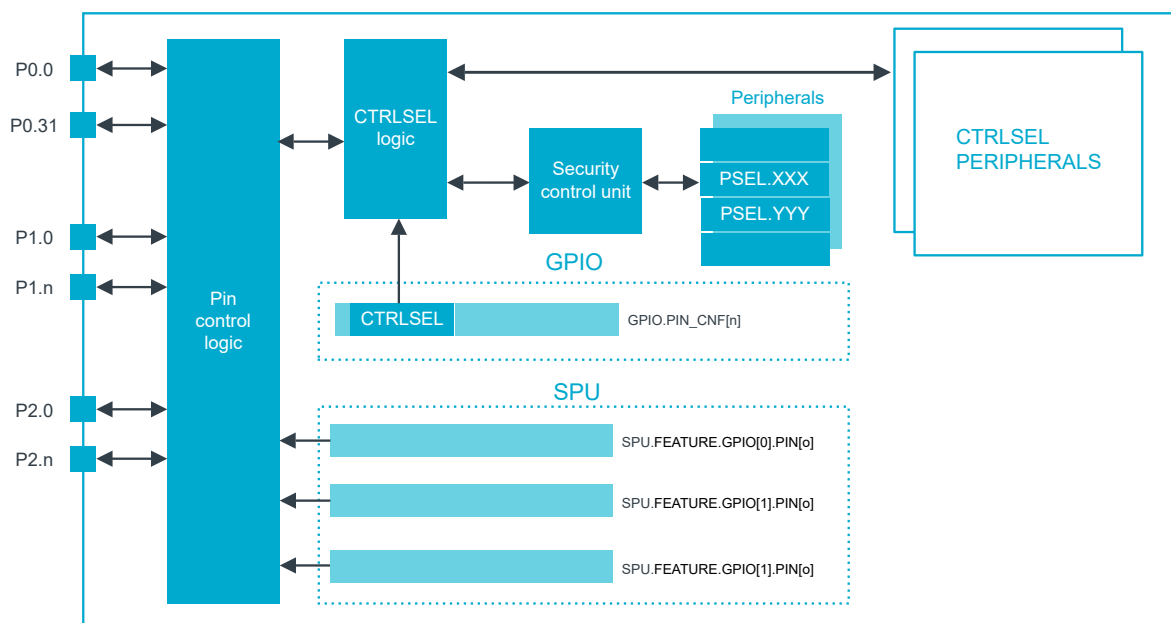 P0.0
P0.31
P1.0
P1.n
P2.0
P2.n
Pin
control
logic
CTRLSEL
logic
Security
control unit
Peripherals
PSEL.XXX
PSEL.YYY
CTRLSEL
PERIPHERALS
GPIO
CTRLSEL
GPIO.PIN_CNF[n]
SPU
SPU.FEATURE.GPIO[0].PIN[o]
SPU.FEATURE.GPIO[1].PIN[o]
SPU.FEATURE.GPIO[1].PIN[o]